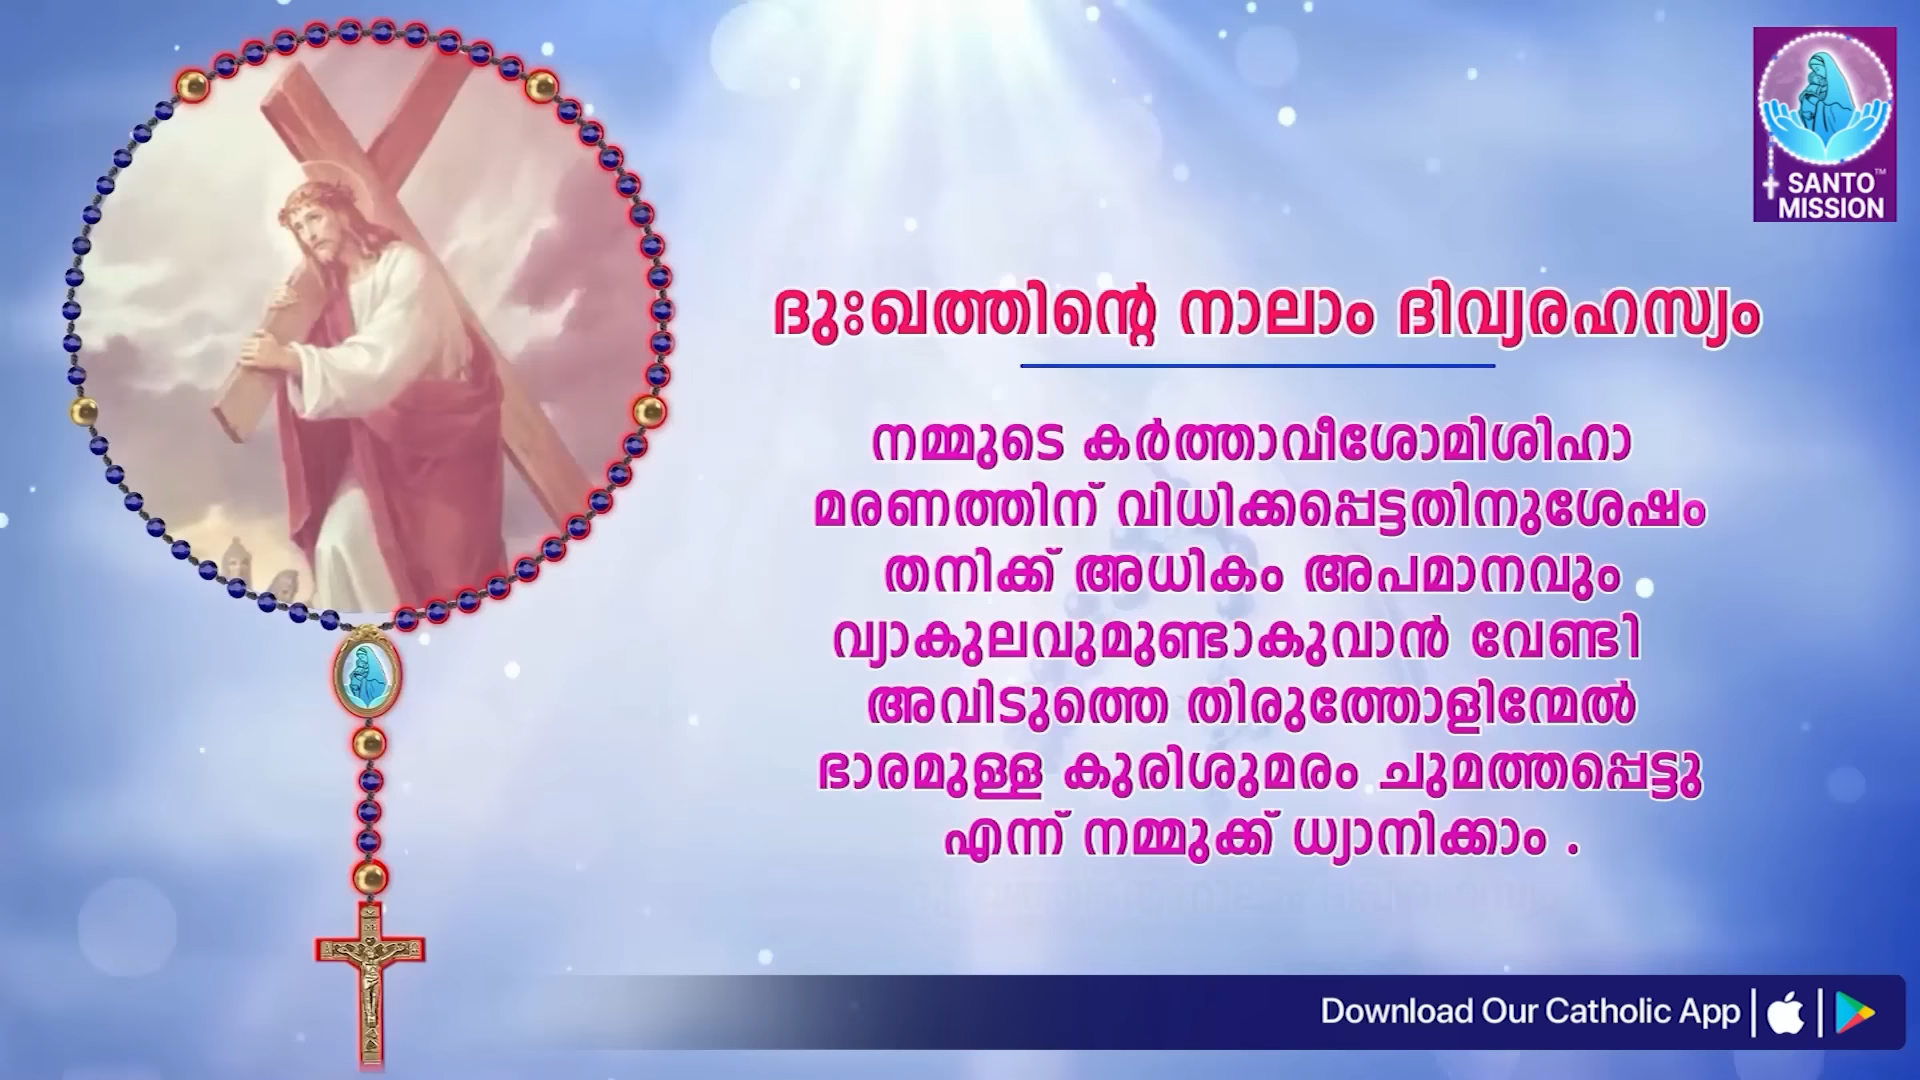 SANTO™
MISSION
ദുഃഖത്തിന്റെ നാലാം ദിവ്യരഹസ്യം
നമ്മുടെ കർത്താവീശോമിശിഹാ
മരണത്തിന് വിധിക്കപ്പെട്ടതിനുശേഷം
തനിക്ക് അധികം അപമാനവും
വ്യാകുലവുമുണ്ടാകുവാൻ വേണ്ടി
അവിടുത്തെ തിരുത്തോളിന്മേൽ
ഭാരമുള്ള കുരിശുമരം ചുമത്തപ്പെട്ടു
എന്ന് നമ്മുക്ക് ധ്യാനിക്കാം .
Download Our Catholic App